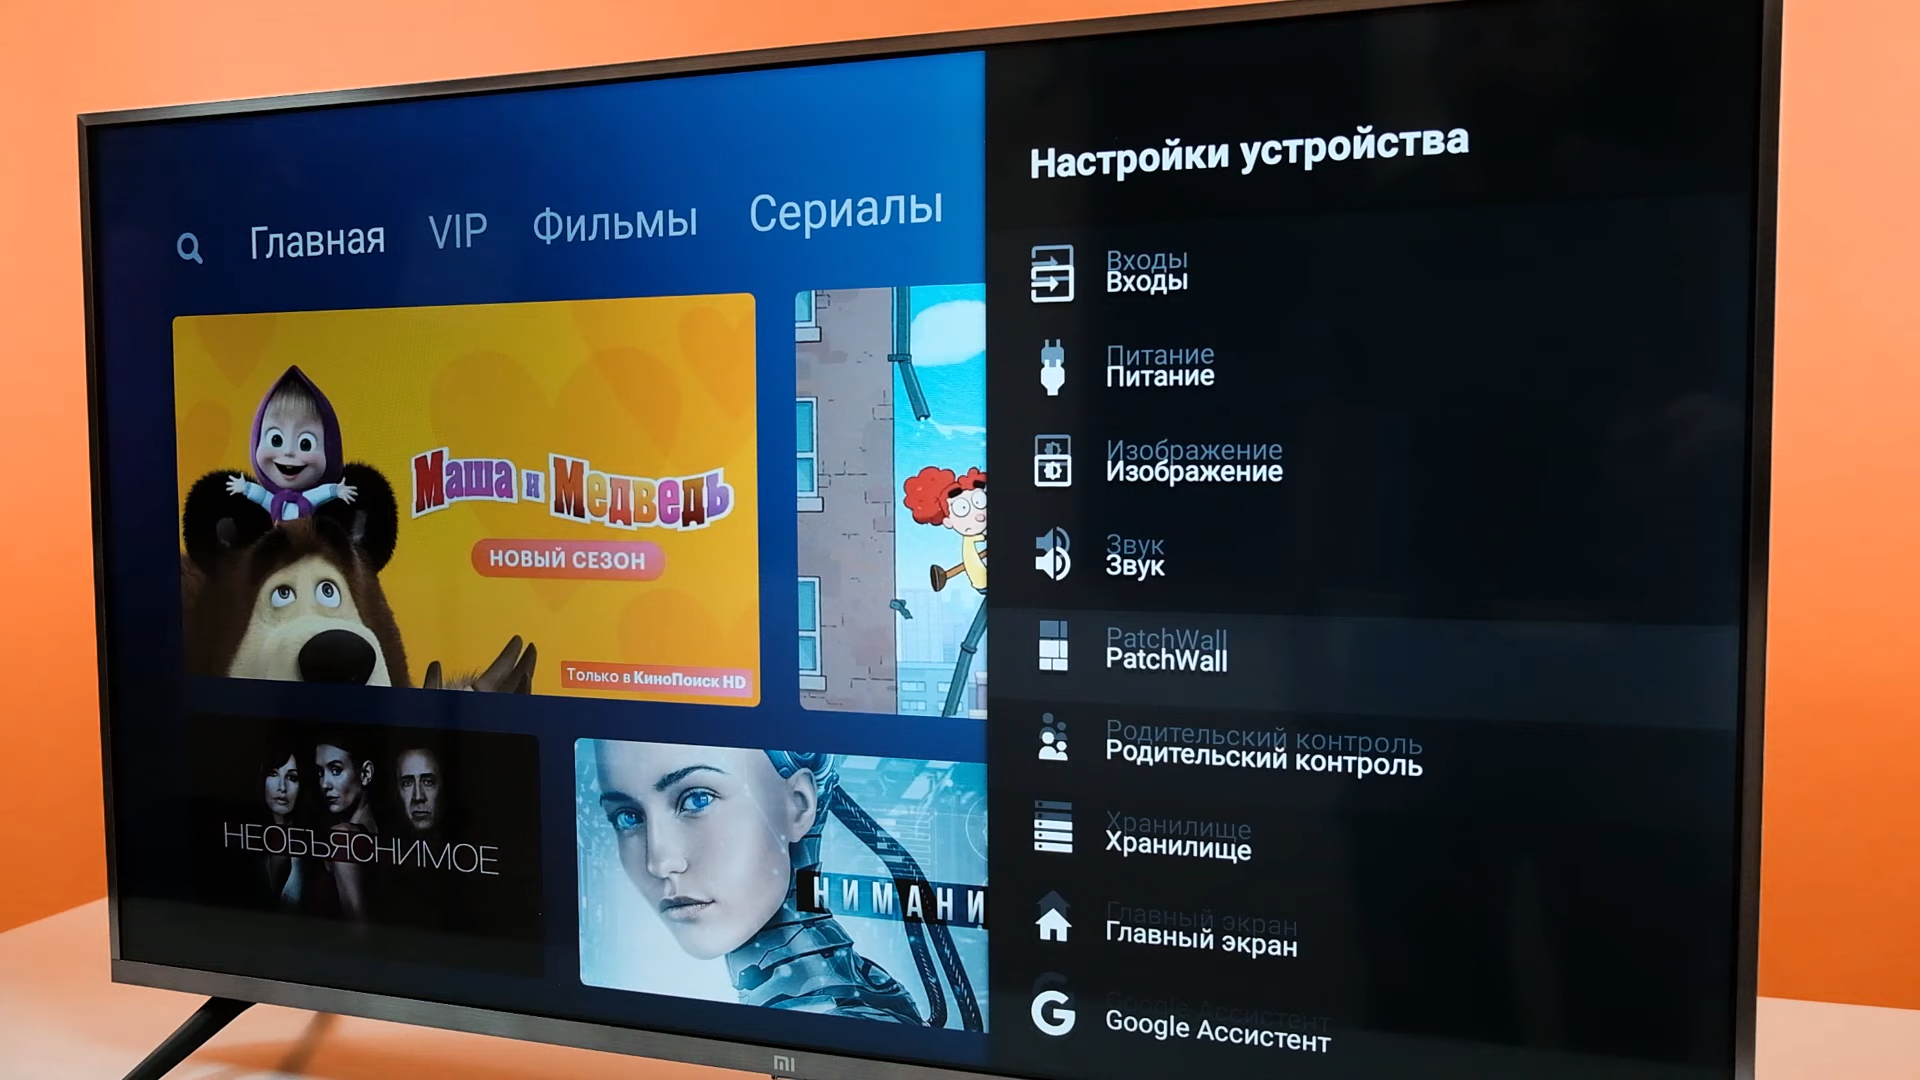 Главная VIP Фильмы Сериалы
Маша и Медведь
НОВЫЙ СЕЗОН
Только в КиноПоиск HD
НЕОБЪЯСНИМОЕ
НИМАНИ
mi
Настройки устройства
Входы
Входы
Питание
Питание
Изображение
Изображение
Звук
Звук
PatchWall
PatchWall
Родительский контроль
Родительский контроль
Хранилище
Хранилище
Главный экран
Главный экран
Google Ассистент
Google Ассистент